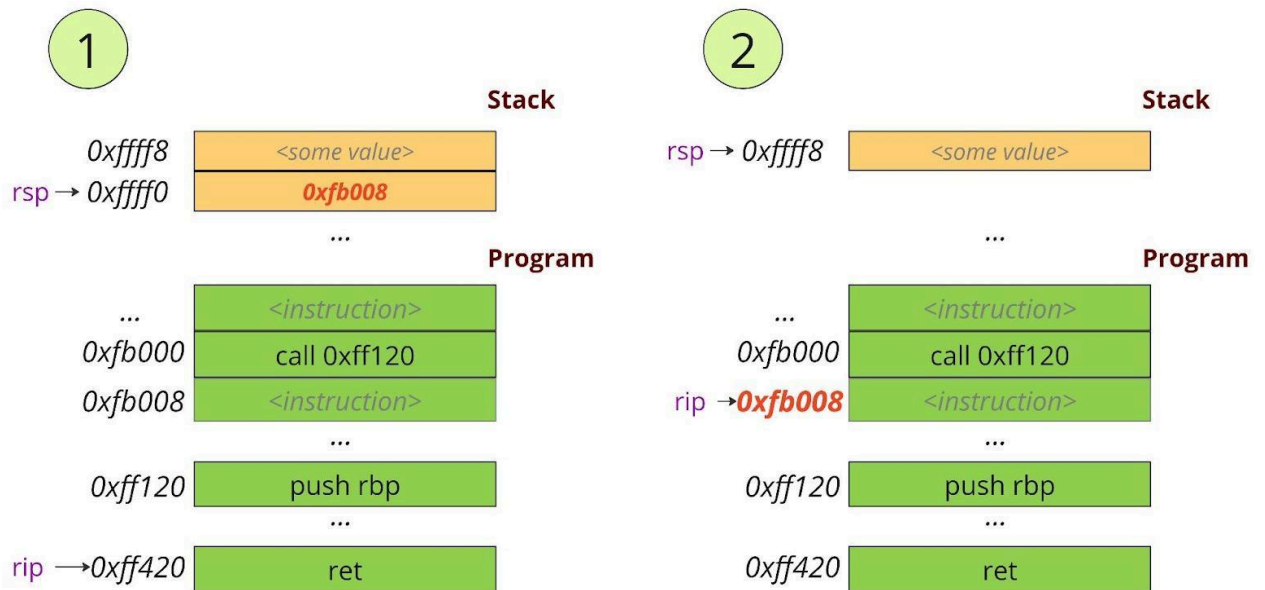 1
Stack
0xffff8 <some value>
rsp → 0xffff0 0xfb008
...
Program
... <instruction>
0xfb000 call 0xff120
0xfb008 <instruction>
...
0xff120 push rbp
...
rip → 0xff420 ret
2
Stack
rsp → 0xffff8 <some value>
...
Program
... <instruction>
0xfb000 call 0xff120
rip → 0xfb008 <instruction>
...
0xff120 push rbp
...
0xff420 ret